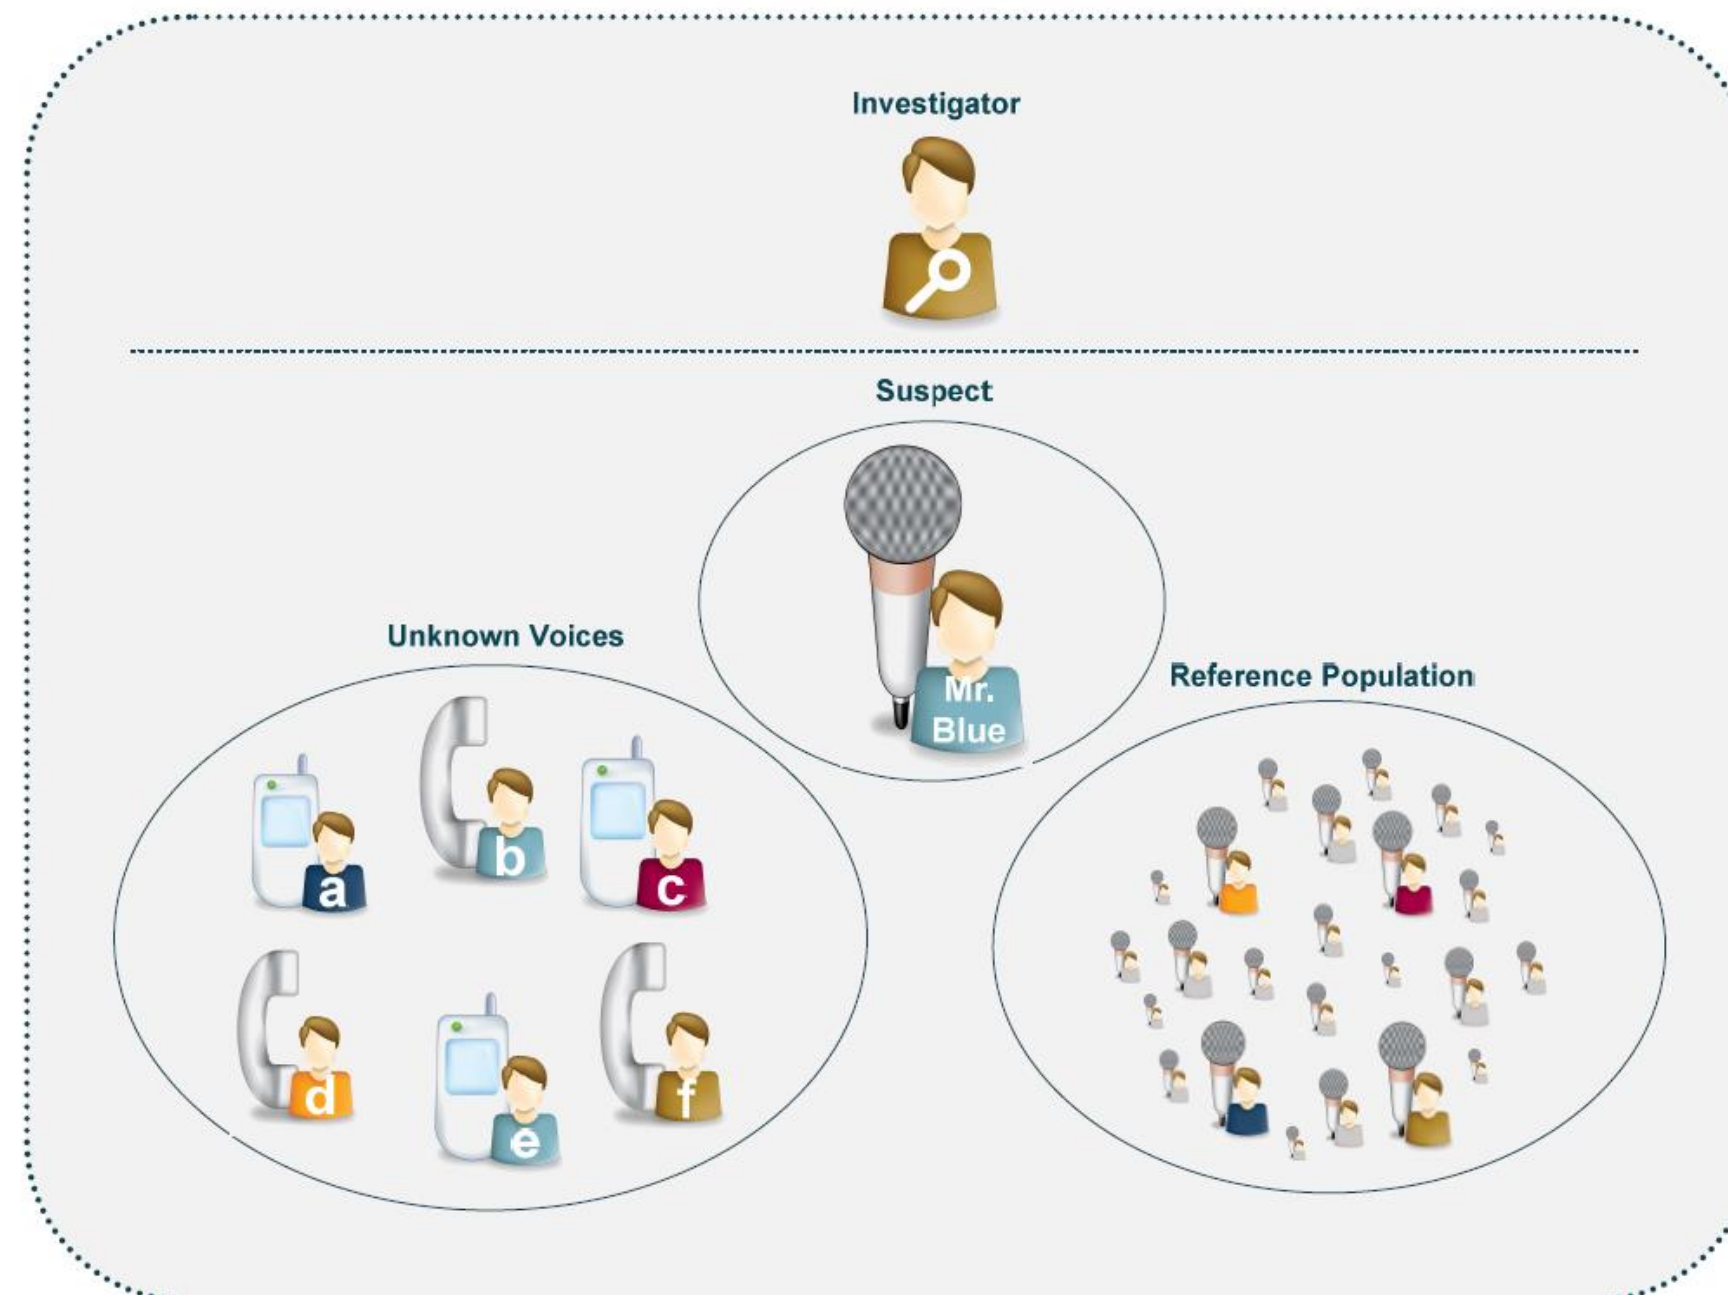 Investigator
Suspect
Mr.
Blue
Unknown Voices
Reference Population
a
b
c
d
e
f